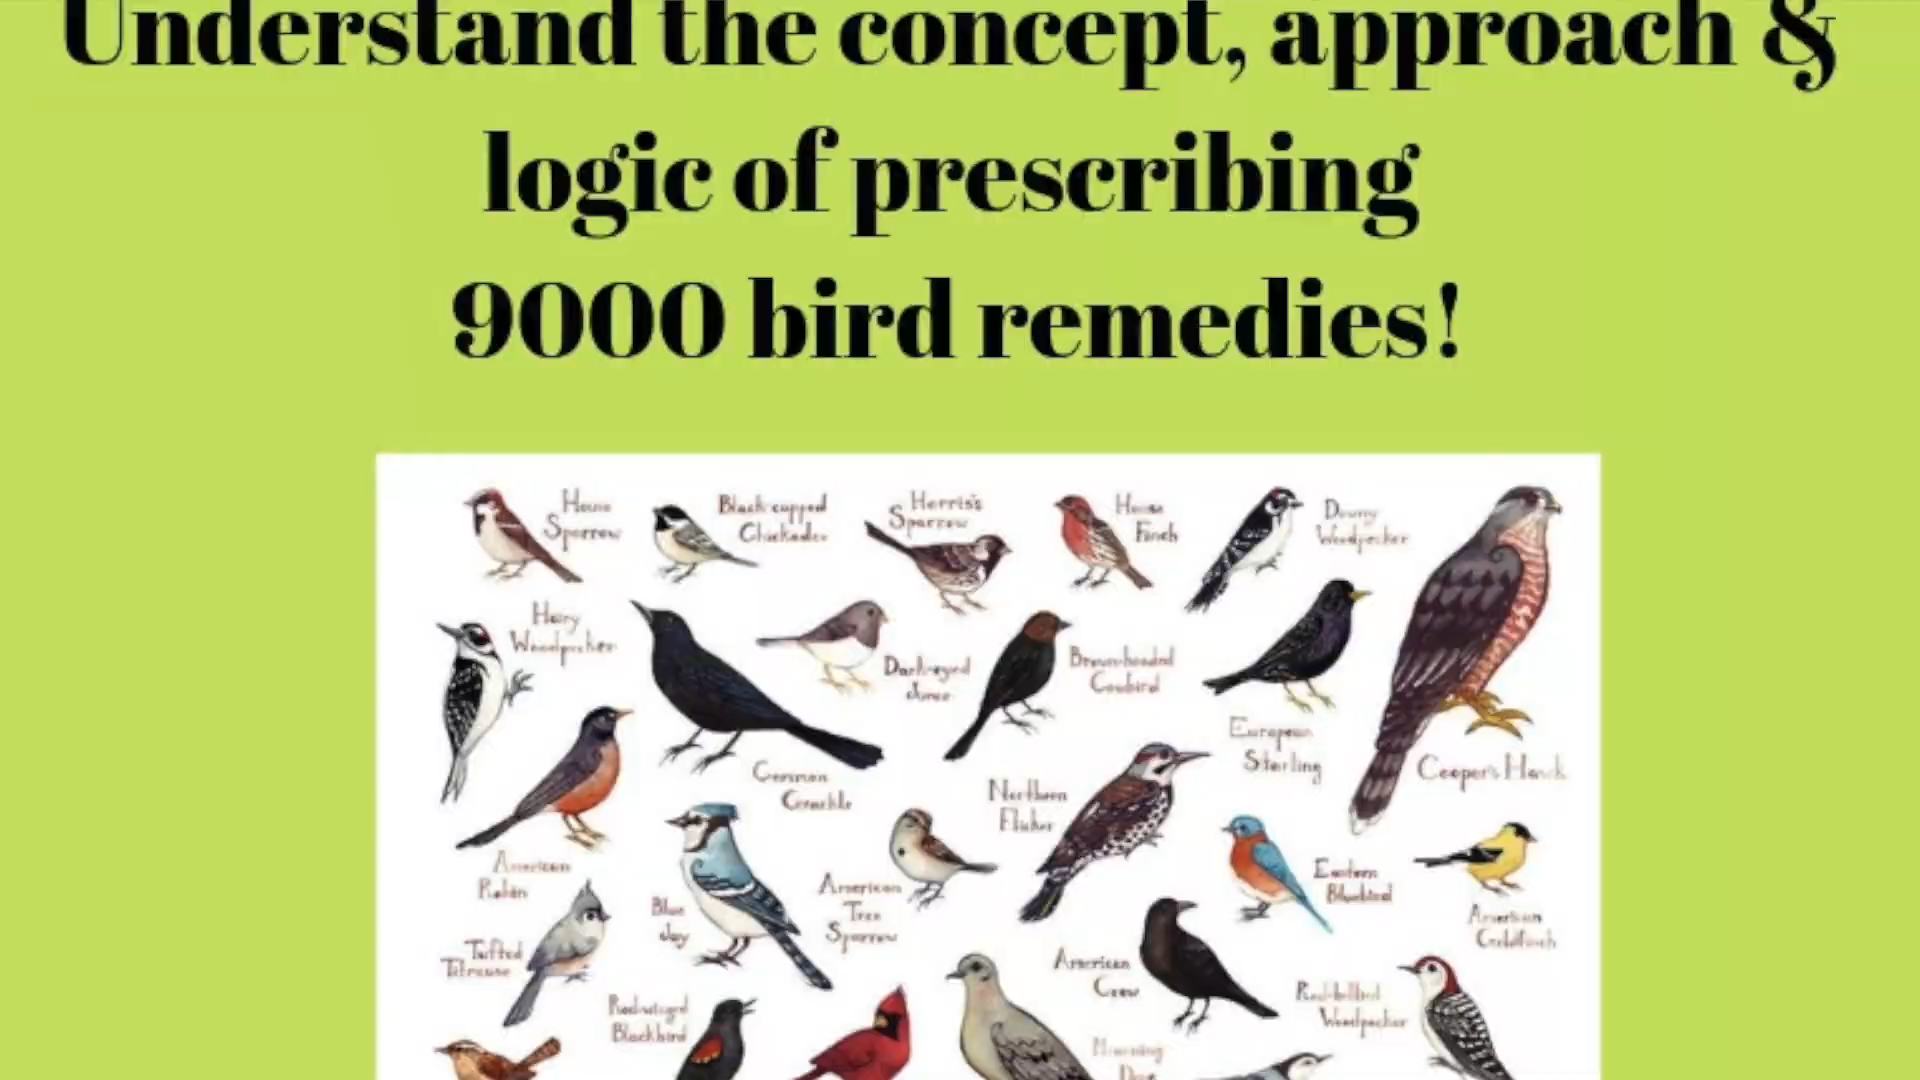 Understand the concept, approach &
logic of prescribing
9000 bird remedies!
House
Sparrow
Black-capped
Chickadee
Harris's
Sparrow
House
Finch
Downy
Woodpecker
Hairy
Woodpecker
Dark-eyed
Junco
Brown-headed
Cowbird
European
Starling
Cooper's Hawk
Common
Grackle
Northern
Flicker
American
Robin
Blue
Jay
American
Tree
Sparrow
Eastern
Bluebird
American
Goldfinch
Tufted
Titmouse
American
Crow
Red-bellied
Woodpecker
Red-winged
Blackbird
Mourning
Dove